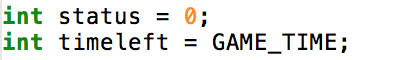 int status = 0;
int timeleft = GAME_TIME;